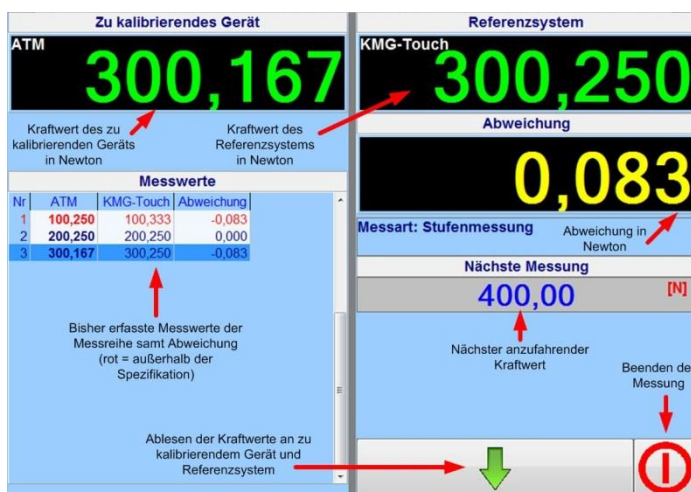 Zu kalibrierendes Gerät
ATM
300,167
Kraftwert des zu
kalibrierenden Geräts
in Newton
Kraftwert des
Referenzsystems
in Newton
Messwerte
Nr ATM KMG-Touch Abweichung
1 100,250 100,333 -0,083
2 200,250 200,250 0,000
3 300,167 300,250 -0,083
Bisher erfasste Messwerte der
Messreihe samt Abweichung
(rot = außerhalb der
Spezifikation)
Ablesen der Kraftwerte an zu
kalibrierendem Gerät und
Referenzsystem
Referenzsystem
KMG-Touch
300,250
Abweichung
0,083
Messart: Stufenmessung
Abweichung in
Newton
Nächste Messung
400,00 [N]
Nächster anzufahrender
Kraftwert
Beenden de
Messung